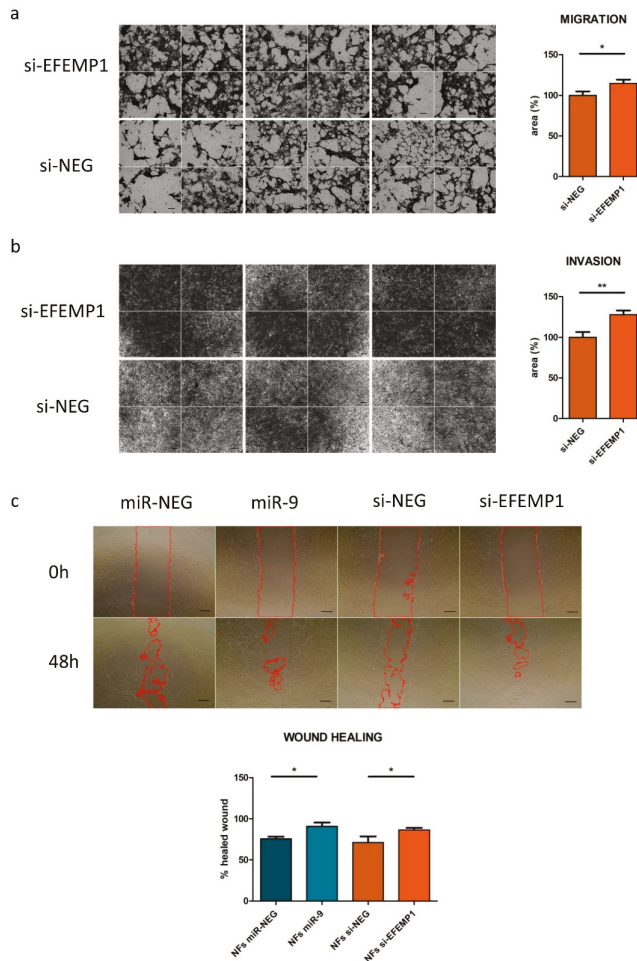 a
si-EFEMP1
si-NEG
MIGRATION
*
150
100
50
0
area (%)
si-NEG
si-EFEMP1
b
si-EFEMP1
si-NEG
INVASION
**
150
100
50
0
area (%)
si-NEG
si-EFEMP1
c
miR-NEG miR-9 si-NEG si-EFEMP1
0h
48h
WOUND HEALING
* *
100
50
0
% healed wound
NFs miR-NEG
NFs miR-9
NFs si-NEG
NFs si-EFEMP1